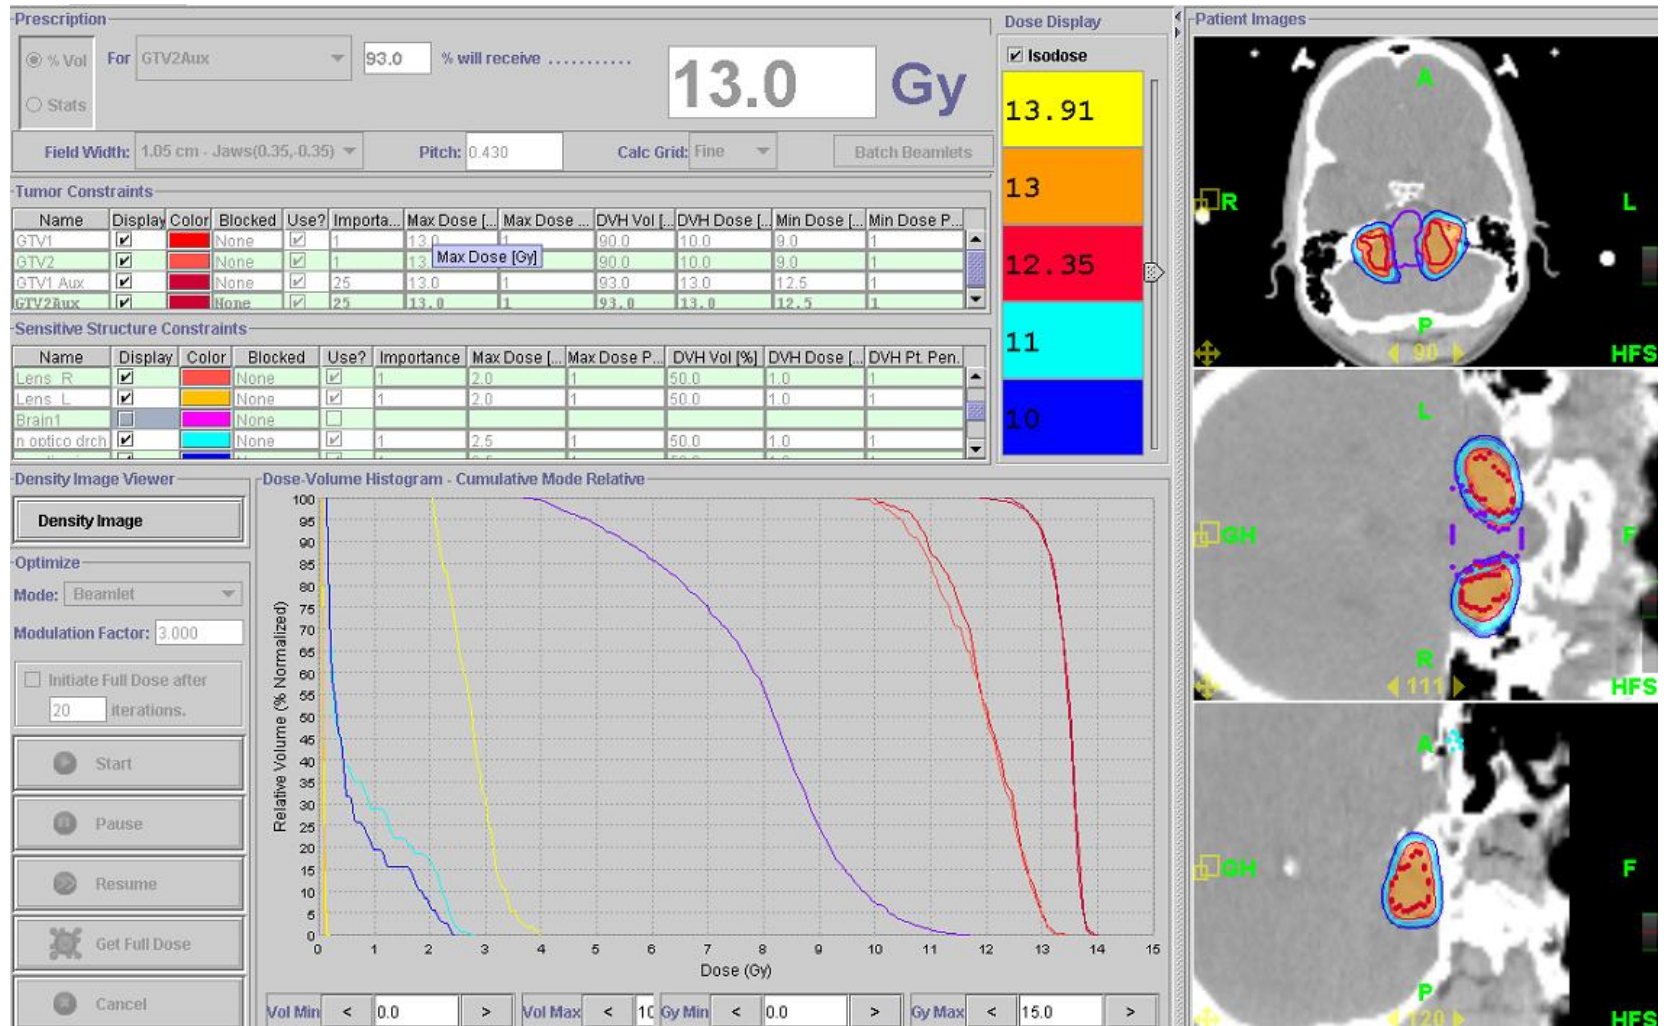 Prescription
% Vol
For GTV2Aux 93.0 % will receive ........... 13.0 Gy
Stats
Field Width: 1.05 cm - Jaws(0.35,-0.35) Pitch: 0.430 Calc Grid: Fine Batch Beamlets
Tumor Constraints
Name Display Color Blocked Use? Importa... Max Dose [... Max Dose ... DVH Vol [... DVH Dose [... Min Dose [... Min Dose P...
GTV1 None 1 13.0 1 90.0 10.0 9.0 1
GTV2 None 1 13. 90.0 10.0 9.0 1
Max Dose [Gy]
GTV1 Aux None 25 13.0 1 93.0 13.0 12.5 1
GTV2Aux None 25 13.0 1 93.0 13.0 12.5 1
Sensitive Structure Constraints
Name Display Color Blocked Use? Importance Max Dose [... Max Dose P... DVH Vol [%] DVH Dose [... DVH Pt. Pen.
Lens R None 1 2.0 1 50.0 1.0 1
Lens L None 1 2.0 1 50.0 1.0 1
Brain1 None
n optico drch None 1 2.5 1 50.0 1.0 1
Dose Display
Isodose
13.91
13
12.35
11
10
Patient Images
A
R
L
P
90
HFS
L
GH
F
R
111
HFS
A
GH
F
P
120
HFS
Density Image Viewer
Density Image
Optimize
Mode: Beamlet
Modulation Factor: 3.000
Initiate Full Dose after
20 iterations.
Start
Pause
Resume
Get Full Dose
Cancel
Dose-Volume Histogram - Cumulative Mode Relative
Relative Volume (% Normalized)
100
95
90
85
80
75
70
65
60
55
50
45
40
35
30
25
20
15
10
5
0
0 1 2 3 4 5 6 7 8 9 10 11 12 13 14 15
Dose (Gy)
Vol Min < 0.0 > Vol Max < 10 Gy Min < 0.0 > Gy Max < 15.0 >